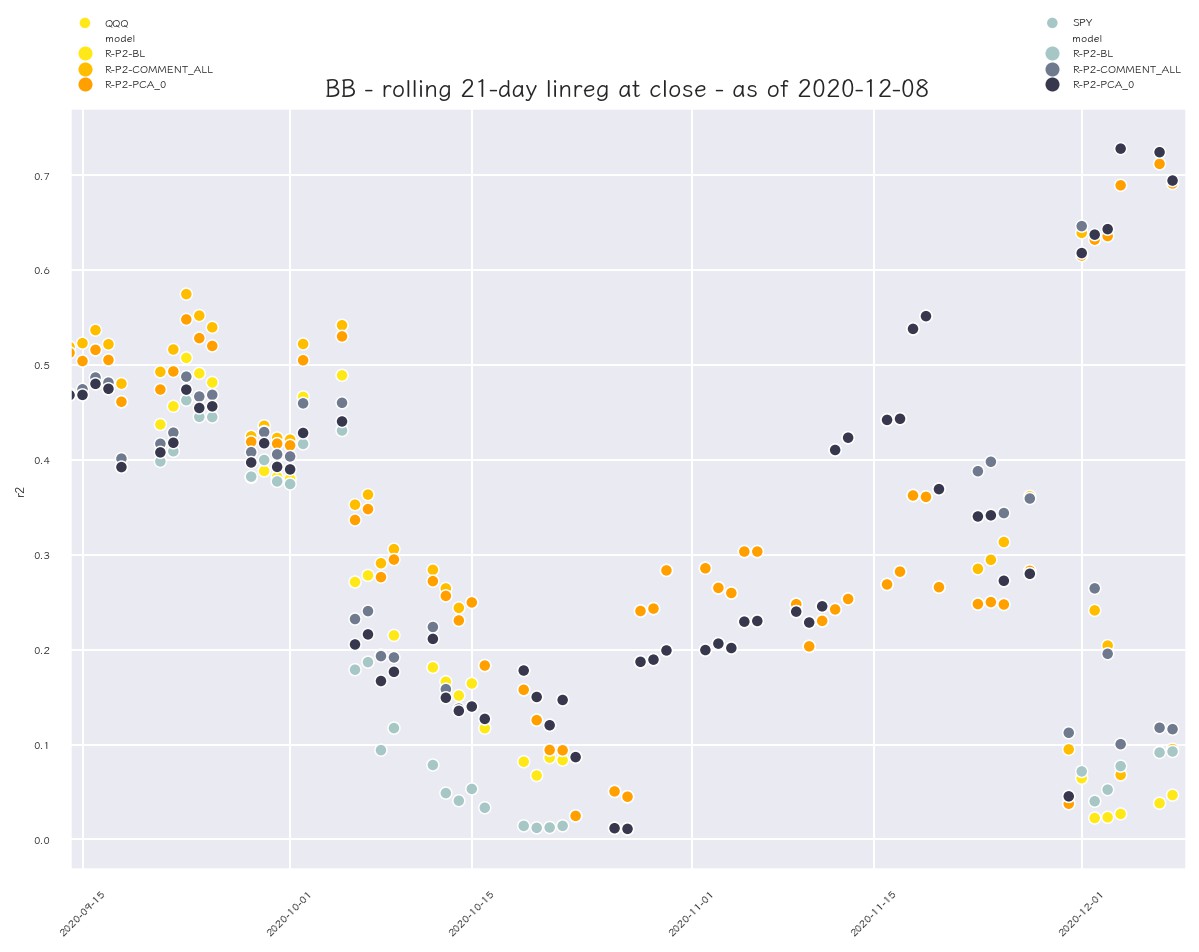 QQQ
model
R-P2-BL
R-P2-COMMENT_ALL
R-P2-PCA_0
SPY
model
R-P2-BL
R-P2-COMMENT_ALL
R-P2-PCA_0
BB - rolling 21-day linreg at close - as of 2020-12-08
r2
0.7
0.6
0.5
0.4
0.3
0.2
0.1
0.0
2020-09-15
2020-10-01
2020-10-15
2020-11-01
2020-11-15
2020-12-01